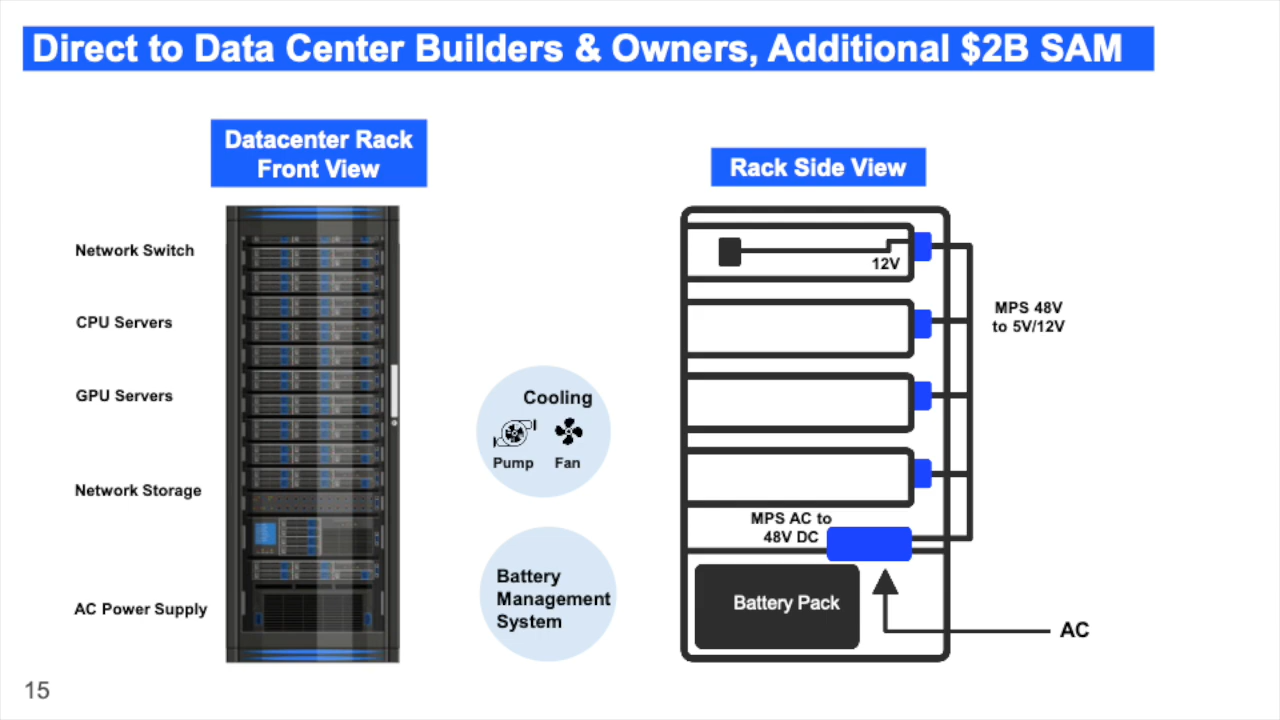 Direct to Data Center Builders & Owners, Additional $2B SAM
Datacenter Rack
Front View
Network Switch
CPU Servers
GPU Servers
Network Storage
AC Power Supply
Cooling
Pump
Fan
Battery
Management
System
Rack Side View
12V
MPS 48V
to 5V/12V
MPS AC to
48V DC
Battery Pack
AC
15